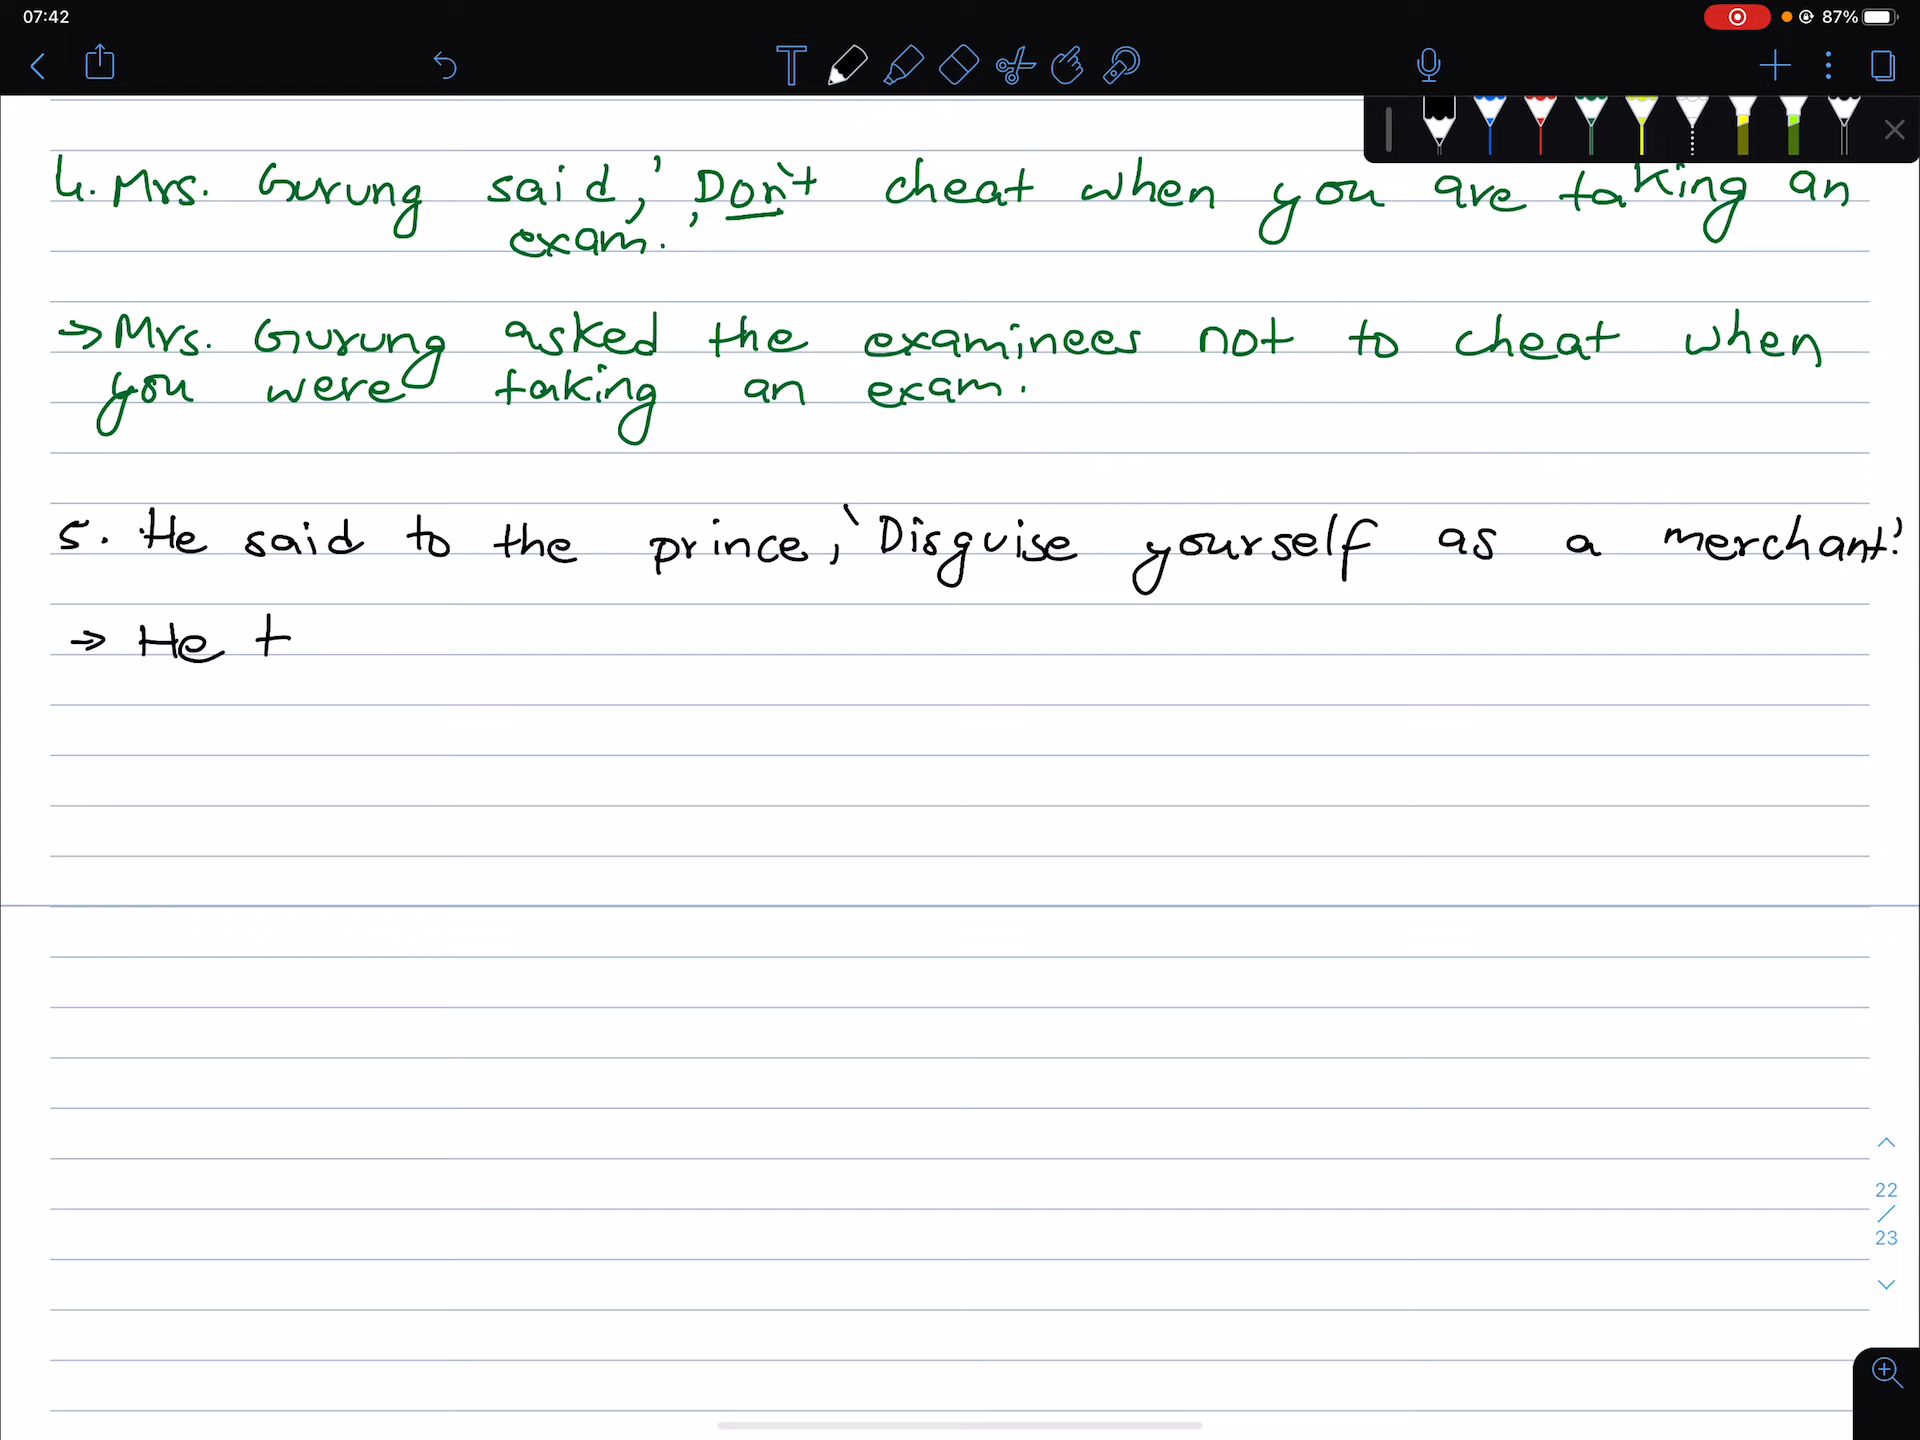 07:42
87%
4. Mrs. Gurung said,' 'Don't cheat when you are taking an
exam.'
→ Mrs. Gurung asked the examinees not to cheat when
you were taking an exam.
5. He said to the prince, 'Disguise yourself as a merchant.'
→ He t
22
/
23